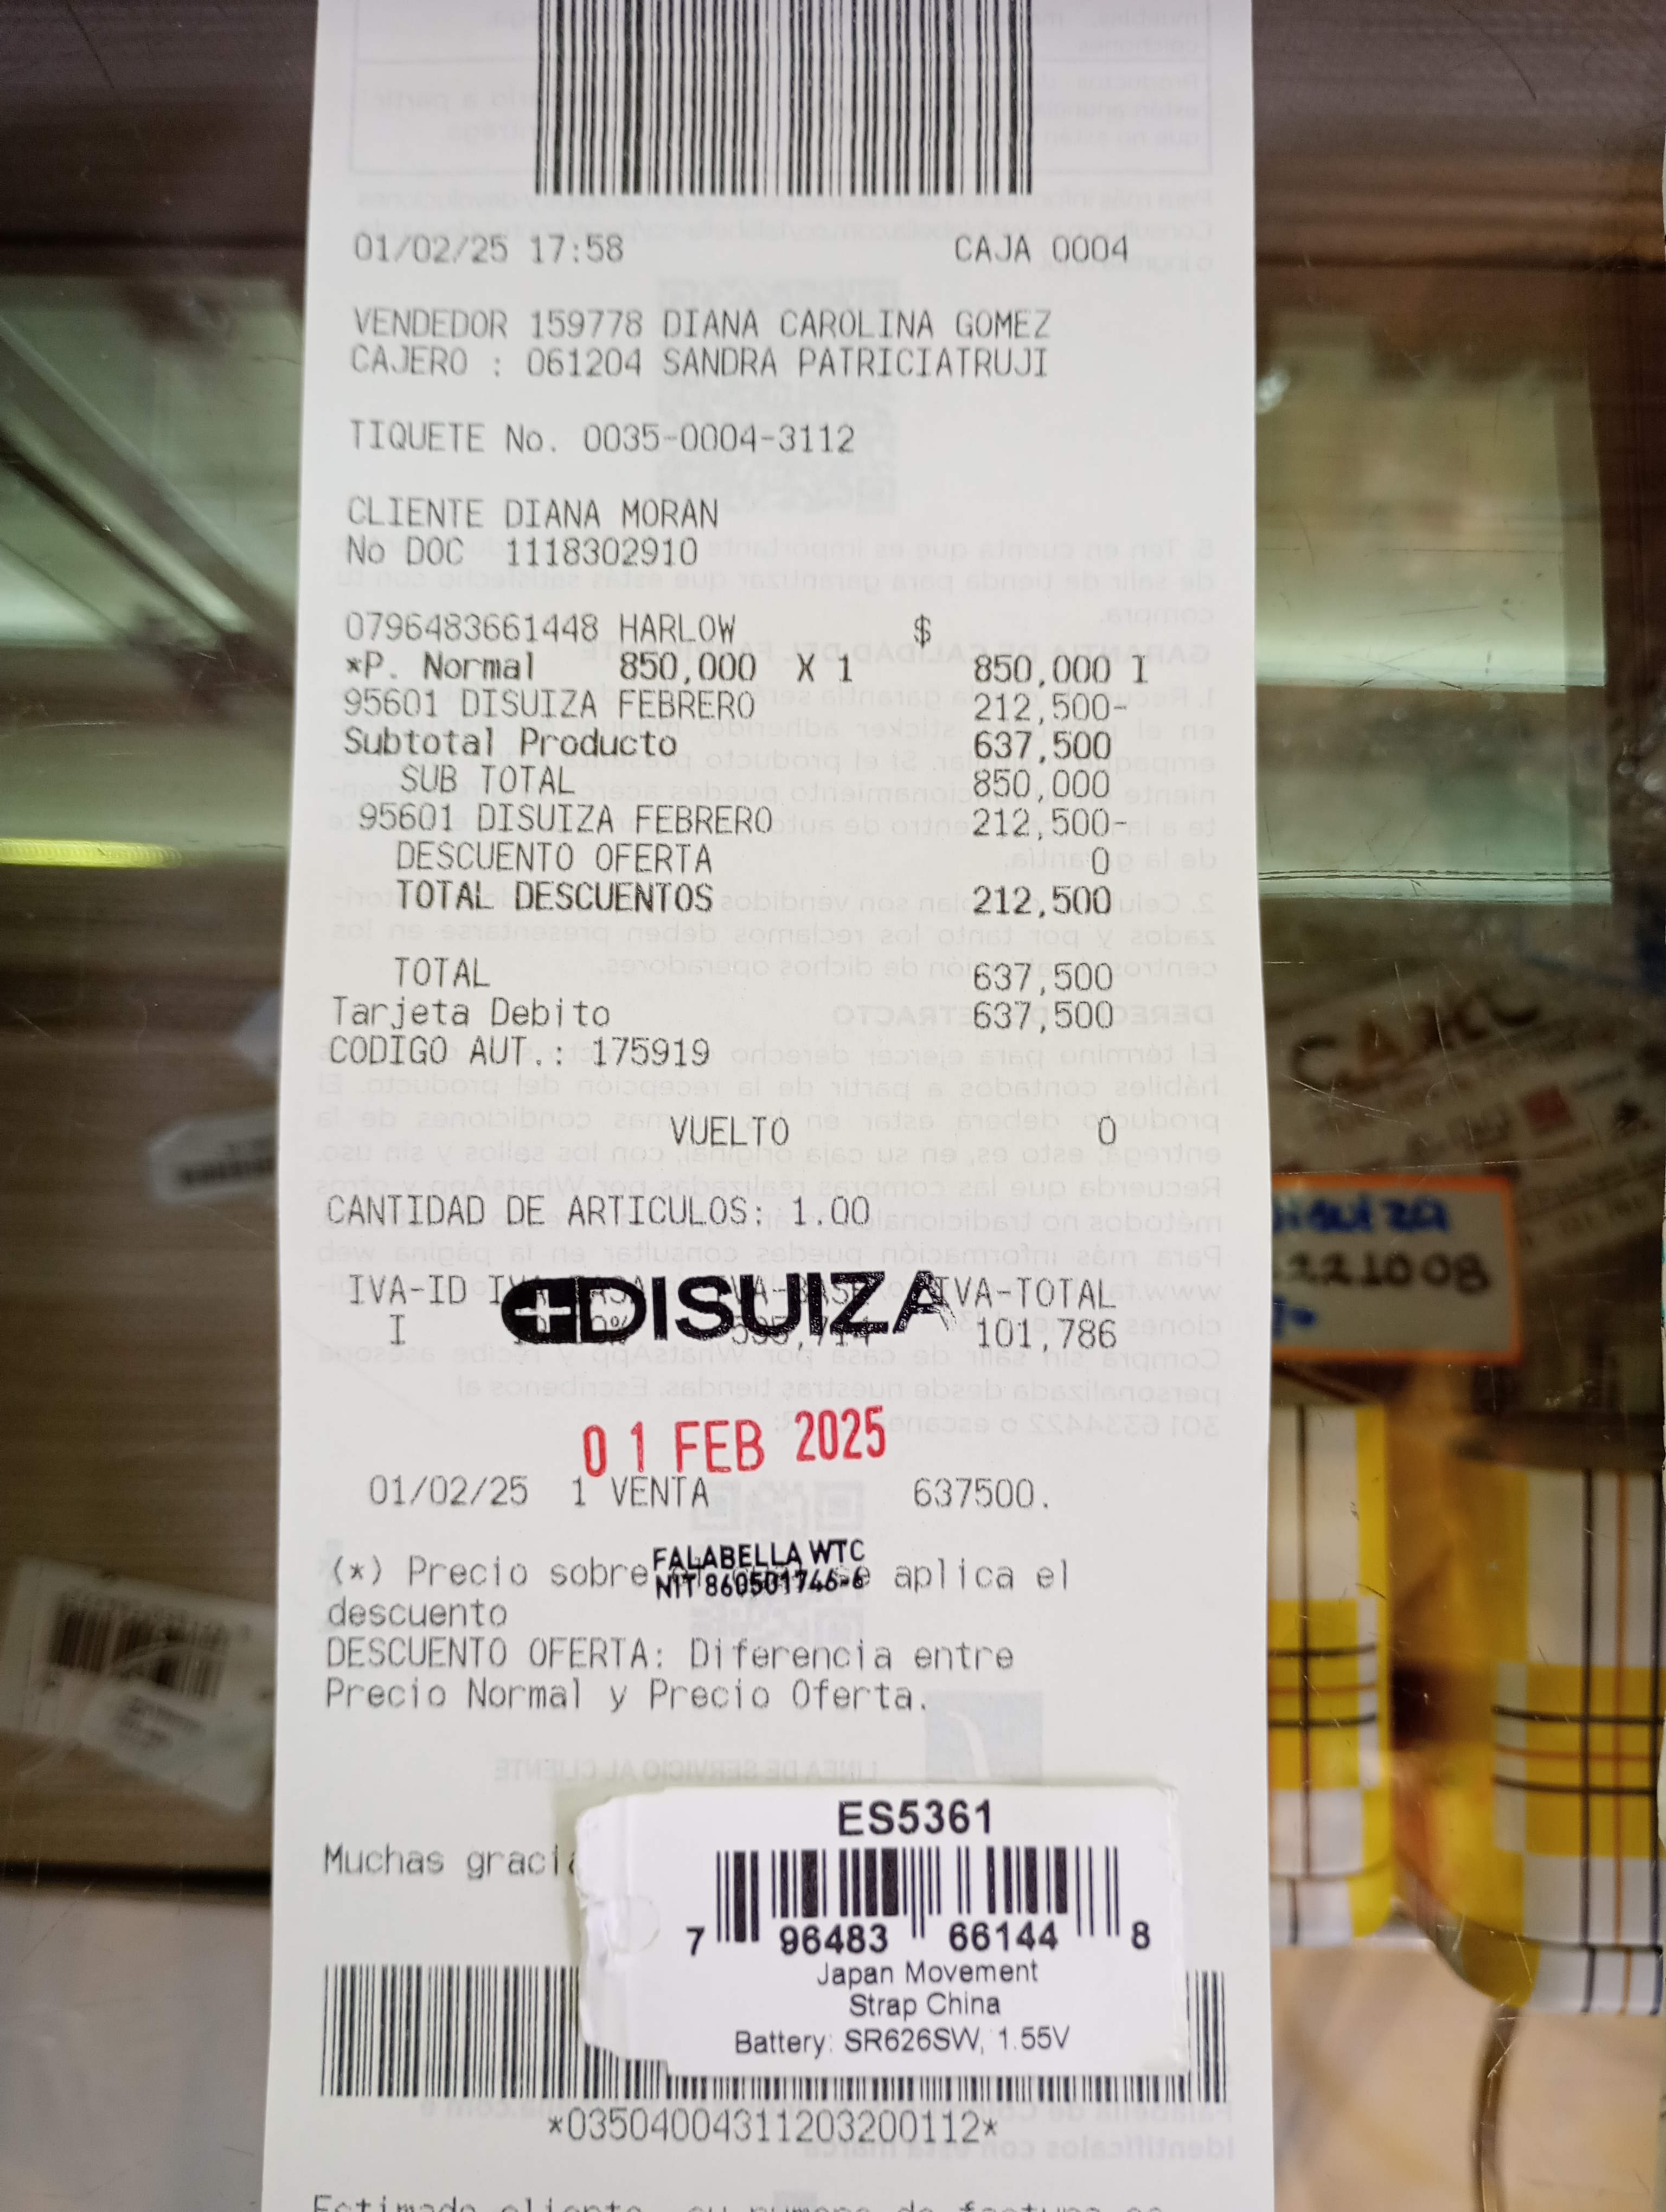 01/02/25 17:58 CAJA 0004
VENDEDOR 159778 DIANA CAROLINA GOMEZ
CAJERO : 061204 SANDRA PATRICIATRUJI
TIQUETE No. 0035-0004-3112
CLIENTE DIANA MORAN
No DOC 1118302910
0796483661448 HARLOW $
*P. Normal 850,000 X 1 850,000 I
95601 DISUIZA FEBRERO 212,500-
Subtotal Producto 637,500
SUB TOTAL 850,000
95601 DISUIZA FEBRERO 212,500-
DESCUENTO OFERTA 0
TOTAL DESCUENTOS 212,500
TOTAL 637,500
Tarjeta Debito 637,500
CODIGO AUT.: 175919
VUELTO 0
CANTIDAD DE ARTICULOS: 1.00
IVA-ID IVA-TOTAL
DISUIZA
I 101,786
01 FEB 2025
01/02/25 1 VENTA 637500.
FALABELLA WTC
(*) Precio sobre se aplica el
NIT 860501746-6
descuento
DESCUENTO OFERTA: Diferencia entre
Precio Normal y Precio Oferta.
ES5361
Muchas
7 96483 66144 8
Japan Movement
Strap China
Battery: SR626SW, 1.55V
*03504004311203200112*
221008